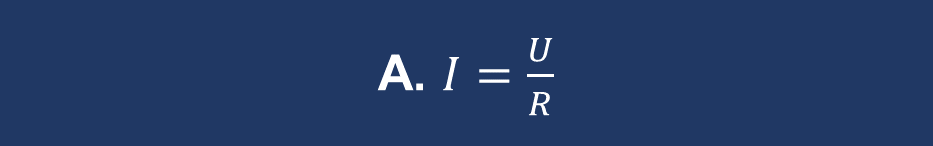 A. I = U/R